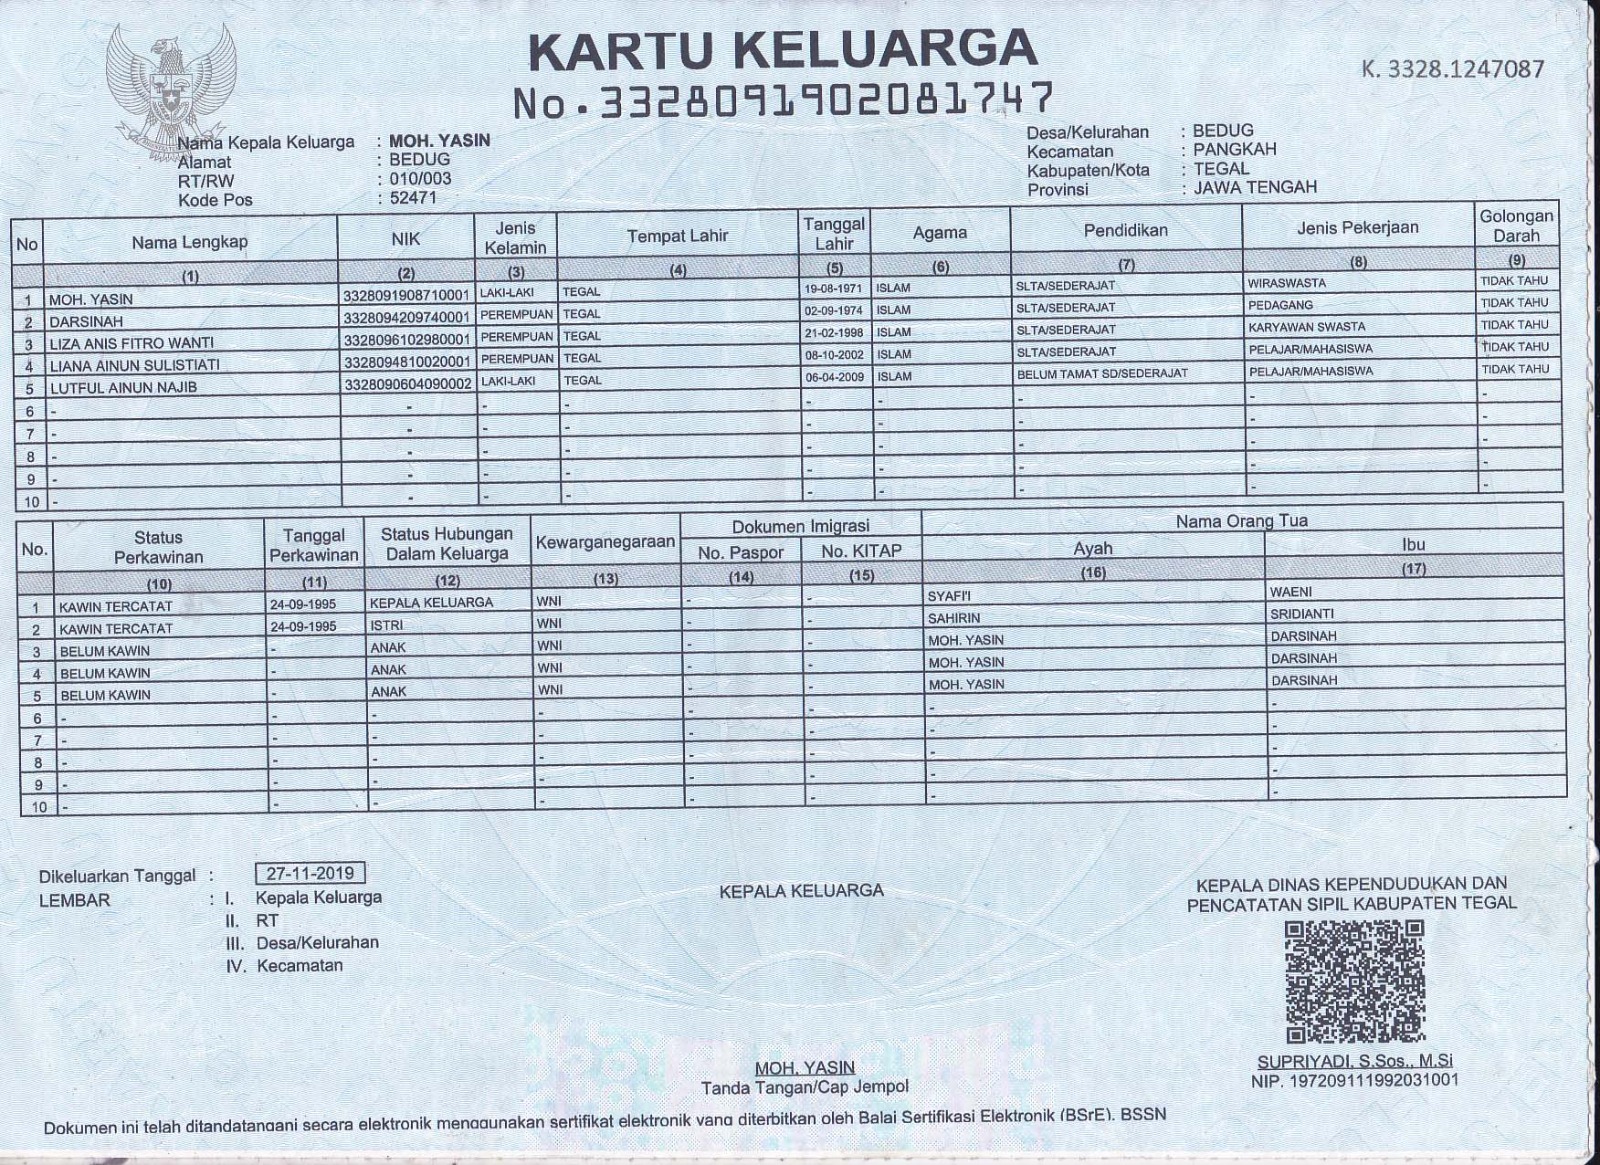 KARTU KELUARGA
No. 3328091902081747
K. 3328.1247087
Nama Kepala Keluarga : MOH. YASIN
Alamat : BEDUG
RT/RW : 010/003
Kode Pos : 52471
Desa/Kelurahan : BEDUG
Kecamatan : PANGKAH
Kabupaten/Kota : TEGAL
Provinsi : JAWA TENGAH
No Nama Lengkap NIK Jenis Kelamin Tempat Lahir Tanggal Lahir Agama Pendidikan Jenis Pekerjaan Golongan Darah
(1) (2) (3) (4) (5) (6) (7) (8) (9)
1 MOH. YASIN 3328091908710001 LAKI-LAKI TEGAL 19-08-1971 ISLAM SLTA/SEDERAJAT WIRASWASTA TIDAK TAHU
2 DARSINAH 3328094209740001 PEREMPUAN TEGAL 02-09-1974 ISLAM SLTA/SEDERAJAT PEDAGANG TIDAK TAHU
3 LIZA ANIS FITRO WANTI 3328096102980001 PEREMPUAN TEGAL 21-02-1998 ISLAM SLTA/SEDERAJAT KARYAWAN SWASTA TIDAK TAHU
4 LIANA AINUN SULISTIATI 3328094810020001 PEREMPUAN TEGAL 08-10-2002 ISLAM SLTA/SEDERAJAT PELAJAR/MAHASISWA TIDAK TAHU
5 LUTFUL AINUN NAJIB 3328090604090002 LAKI-LAKI TEGAL 06-04-2009 ISLAM BELUM TAMAT SD/SEDERAJAT PELAJAR/MAHASISWA TIDAK TAHU
6 - - - - - - - - -
7 - - - - - - - - -
8 - - - - - - - - -
9 - - - - - - - - -
10 - - - - - - - - -
No. Status Perkawinan Tanggal Perkawinan Status Hubungan Dalam Keluarga Kewarganegaraan Dokumen Imigrasi Nama Orang Tua
No. Paspor No. KITAP Ayah Ibu
(10) (11) (12) (13) (14) (15) (16) (17)
1 KAWIN TERCATAT 24-09-1995 KEPALA KELUARGA WNI - - SYAFI'I WAENI
2 KAWIN TERCATAT 24-09-1995 ISTRI WNI - - SAHIRIN SRIDIANTI
3 BELUM KAWIN - ANAK WNI - - MOH. YASIN DARSINAH
4 BELUM KAWIN - ANAK WNI - - MOH. YASIN DARSINAH
5 BELUM KAWIN - ANAK WNI - - MOH. YASIN DARSINAH
6 - - - - - - - -
7 - - - - - - - -
8 - - - - - - - -
9 - - - - - - - -
10 - - - - - - - -
Dikeluarkan Tanggal : 27-11-2019
LEMBAR : I. Kepala Keluarga
II. RT
III. Desa/Kelurahan
IV. Kecamatan
KEPALA KELUARGA
MOH. YASIN
Tanda Tangan/Cap Jempol
KEPALA DINAS KEPENDUDUKAN DAN
PENCATATAN SIPIL KABUPATEN TEGAL
SUPRIYADI, S.Sos., M.Si
NIP. 197209111992031001
Dokumen ini telah ditandatangani secara elektronik menggunakan sertifikat elektronik yang diterbitkan oleh Balai Sertifikasi Elektronik (BSrE), BSSN